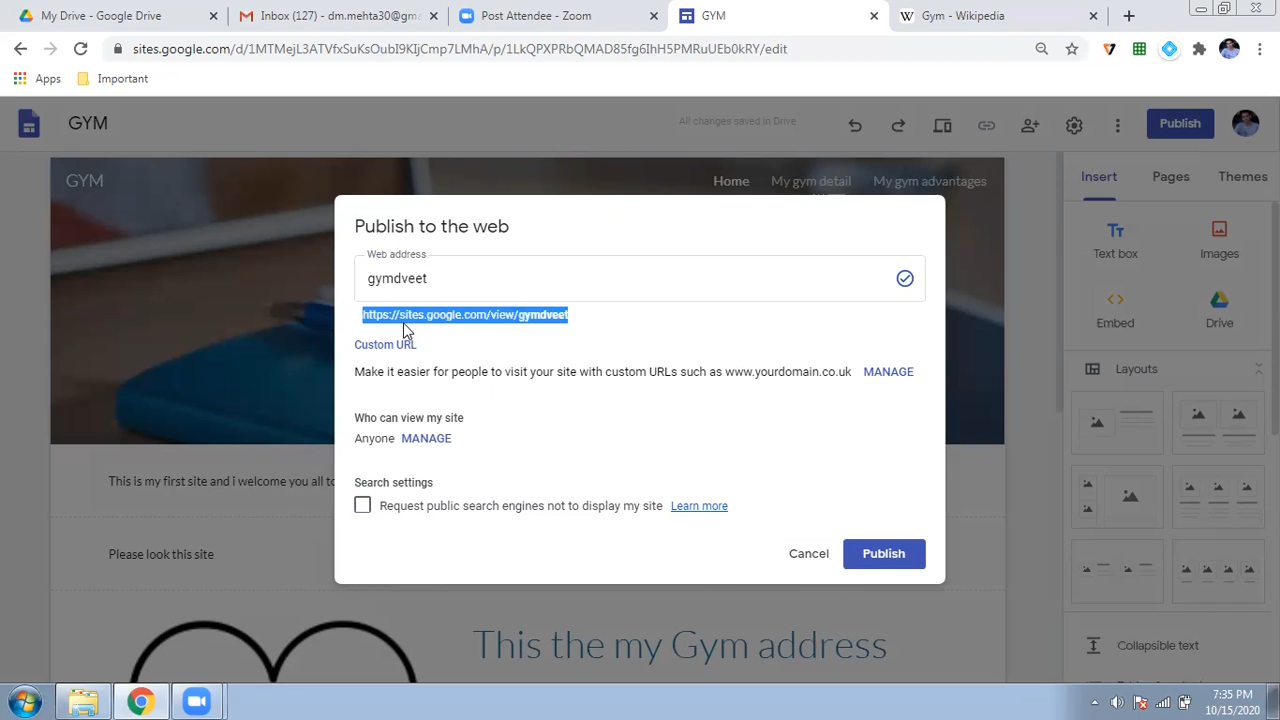 My Drive - Google Drive
Inbox (127) - dm.mehta30@gm
Post Attendee - Zoom
GYM
Gym - Wikipedia
sites.google.com/d/1MTMejL3ATVfxSuKsOubI9KIjCmp7LMhA/p/1LkQPXPRbQMAD85fg6IhH5PMRuUEb0kRY/edit
Apps
Important
GYM
All changes saved in Drive
Publish
GYM
Home
My gym detail
My gym advantages
Insert
Pages
Themes
Publish to the web
Web address
gymdveet
https://sites.google.com/view/gymdveet
Custom URL
Make it easier for people to visit your site with custom URLs such as www.yourdomain.co.uk
MANAGE
Who can view my site
Anyone
MANAGE
Search settings
Request public search engines not to display my site
Learn more
Cancel
Publish
Tт
Text box
Images
Embed
Drive
Layouts
Collapsible text
This is my first site and i welcome you all to
Please look this site
This the my Gym address
7:35 PM
10/15/2020